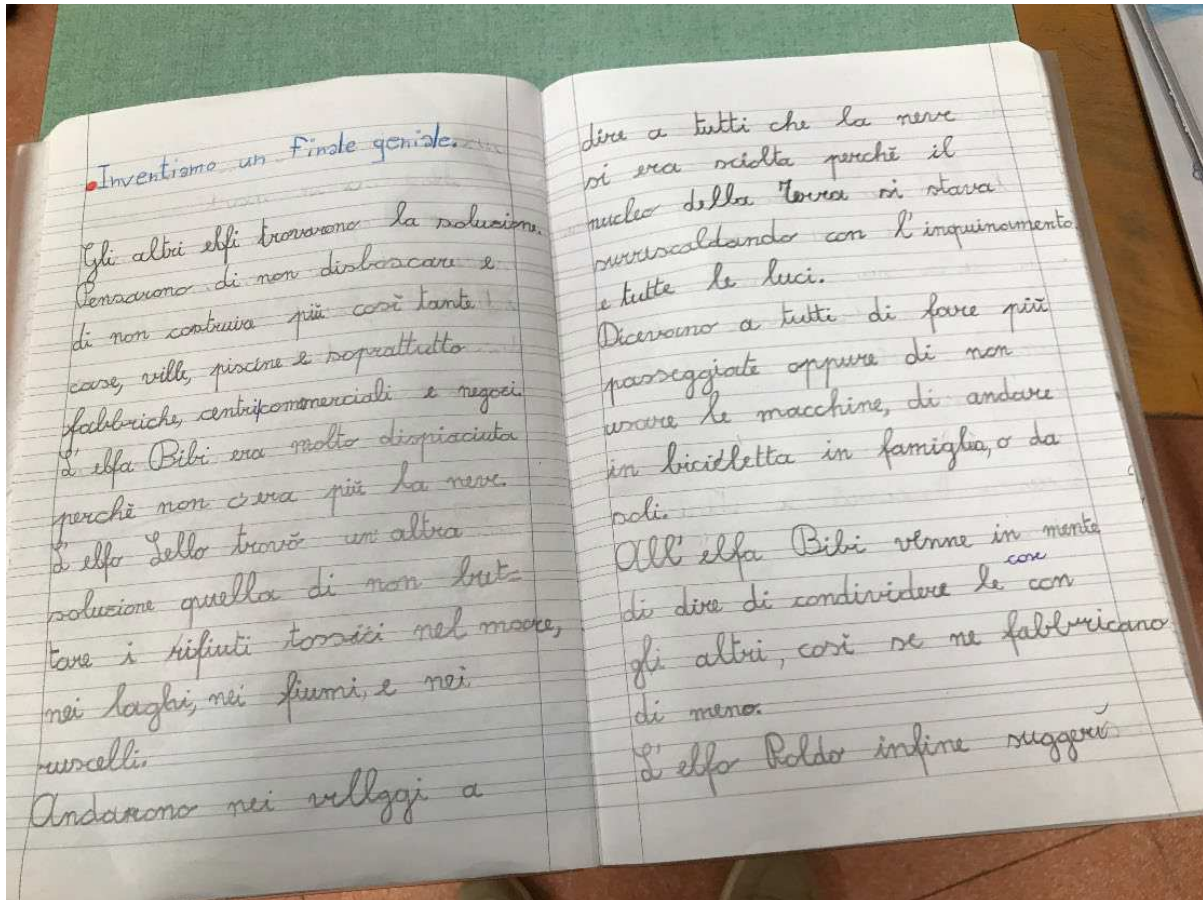 Inventiamo un finale geniale.
Gli altri elfi trovarono la soluzione.
Pensarono di non disboscare e
di non costruire più così tante
case, ville, piscine e soprattutto
fabbriche, centri commerciali e negozi.
L'elfa Bibi era molto dispiaciuta
perchè non c'era più la neve.
L'elfo Lello trovò un'altra
soluzione quella di non but=
tare i rifiuti tossici nel mare,
nei laghi, nei fiumi, e nei
ruscelli.
Andarono nei villggi a
dire a tutti che la neve
si era sciolta perchè il
nucleo della Terra si stava
surriscaldando con l'inquinamento
e tutte le luci.
Dicevano a tutti di fare più
passeggiate oppure di non
usare le macchine, di andare
in bicicletta in famiglia, o da
soli.
All'elfa Bibi venne in mente
di dire di condividere le cose con
gli altri, così se ne fabbricano
di meno.
L'elfo Poldo infine suggerì